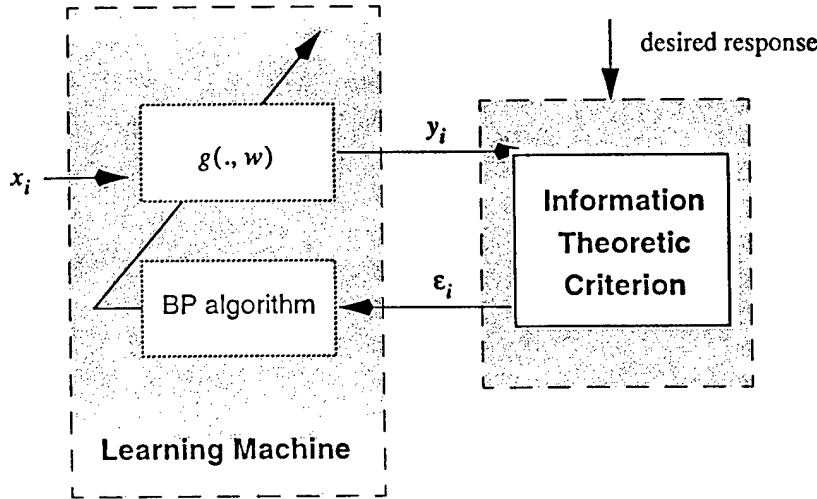 desired response
g(., w)
y_i
x_i
Information
Theoretic
Criterion
BP algorithm
ε_i
Learning Machine